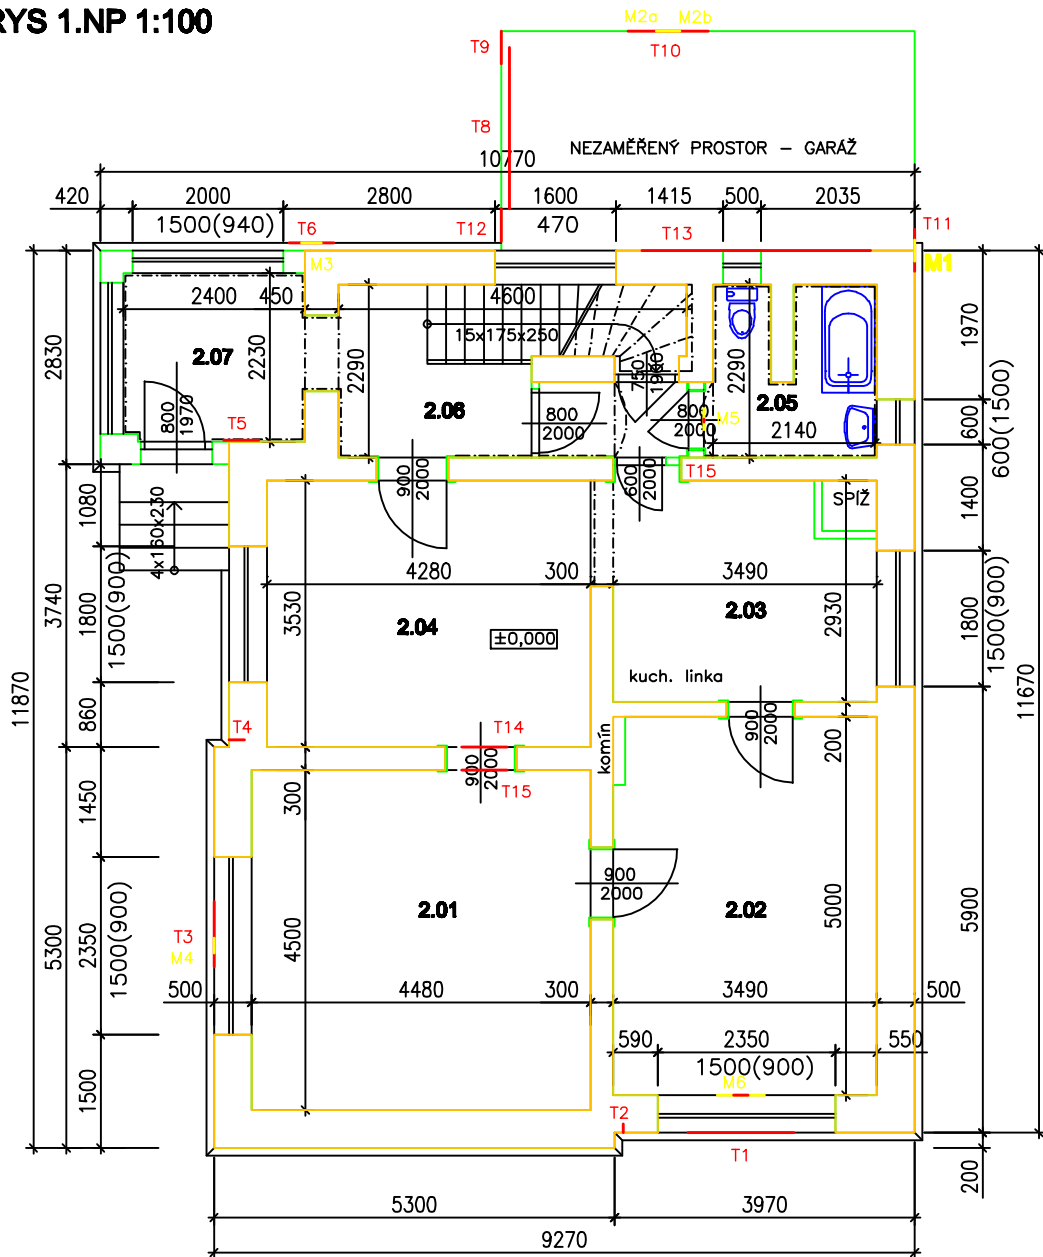 RYS 1.NP 1:100
M2a
M2b
T9
T10
T8
NEZAMĚŘENÝ PROSTOR – GARÁŽ
10770
420
2000
2800
1600
1415
500
2035
1500(940)
T6
T12
470
T13
T11
M3
M1
2400
450
4600
15x175x250
2830
2.07
2230
2290
750
1960
2290
1970
2.06
2.05
800
1970
T5
800
2000
800
2000
M5
2140
600
600(1500)
900
2000
600
2000
T15
SPÍŽ
1080
4x160x230
1400
4280
300
3490
3740
1800
1500(900)
3530
2.04
±0,000
2.03
2930
1800
1500(900)
kuch. linka
11870
11670
860
T4
T14
900
2000
T15
komín
900
2000
200
1450
300
900
2000
2.01
2.02
5000
5900
5300
2350
1500(900)
T3
M4
4500
500
4480
300
3490
500
590
2350
550
1500(900)
M6
1500
T2
T1
200
5300
3970
9270